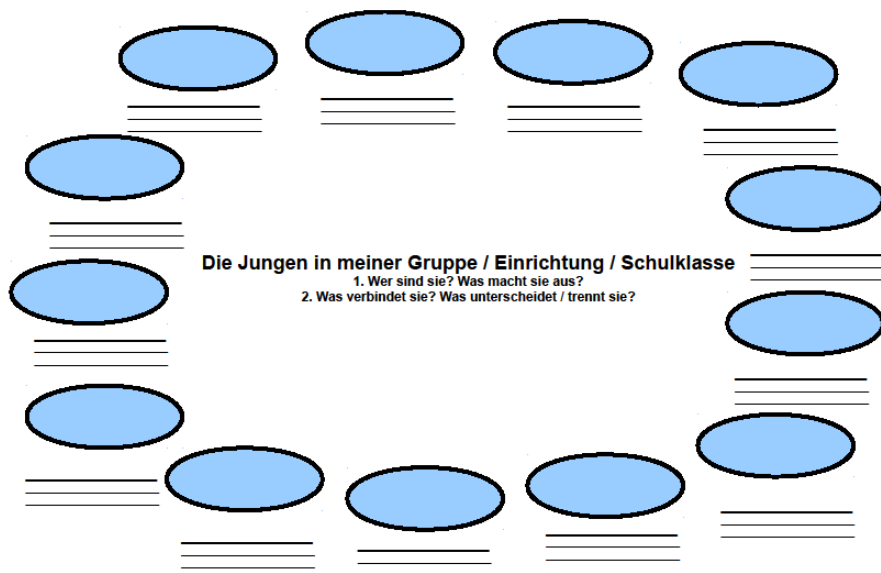 Die Jungen in meiner Gruppe / Einrichtung / Schulklasse
1. Wer sind sie? Was macht sie aus?
2. Was verbindet sie? Was unterscheidet / trennt sie?